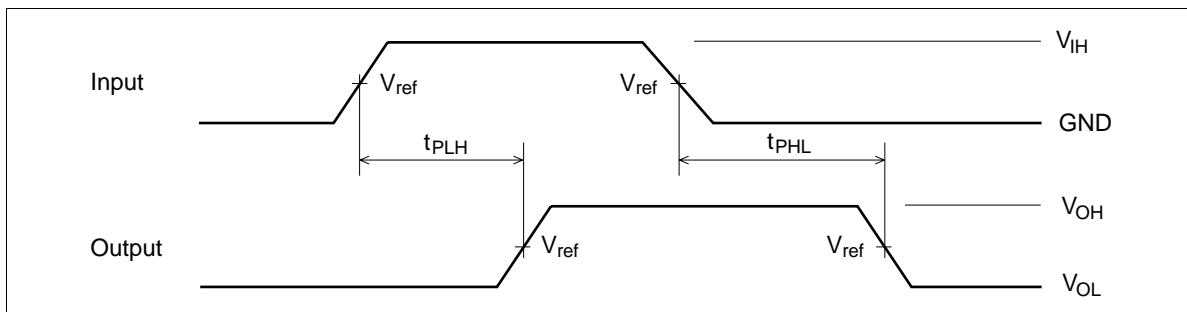 V_IH
Input
V_ref
V_ref
GND
t_PLH
t_PHL
V_OH
Output
V_ref
V_ref
V_OL